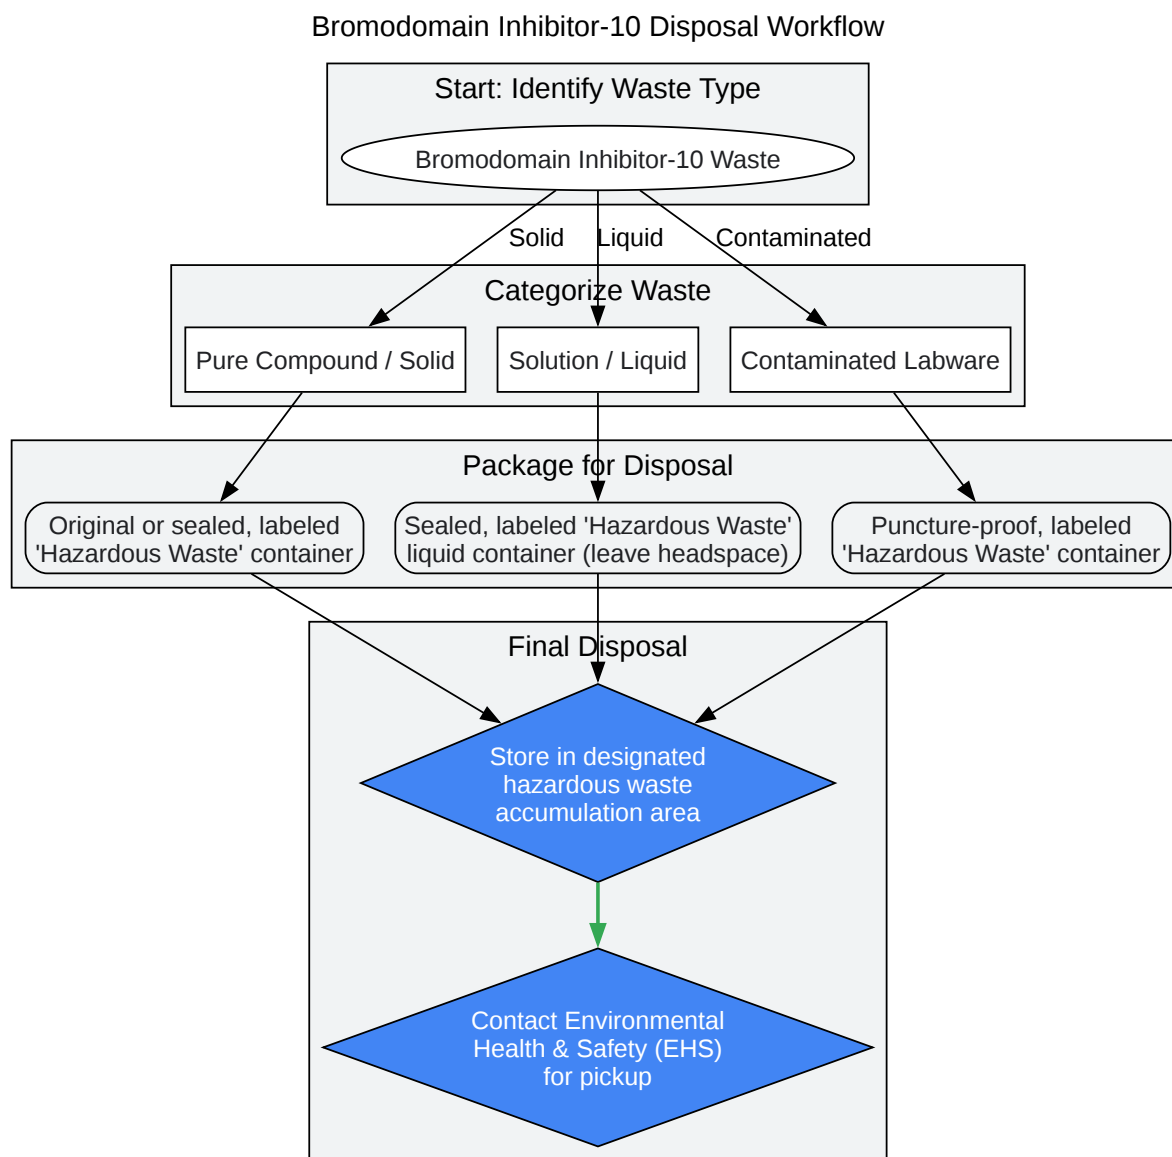 Bromodomain Inhibitor-10 Disposal Workflow
Start: Identify Waste Type
Bromodomain Inhibitor-10 Waste
Solid
Liquid
Contaminated
Categorize Waste
Pure Compound / Solid
Solution / Liquid
Contaminated Labware
Package for Disposal
Original or sealed, labeled
'Hazardous Waste' container
Sealed, labeled 'Hazardous Waste'
liquid container (leave headspace)
Puncture-proof, labeled
'Hazardous Waste' container
Final Disposal
Store in designated
hazardous waste
accumulation area
Contact Environmental
Health & Safety (EHS)
for pickup